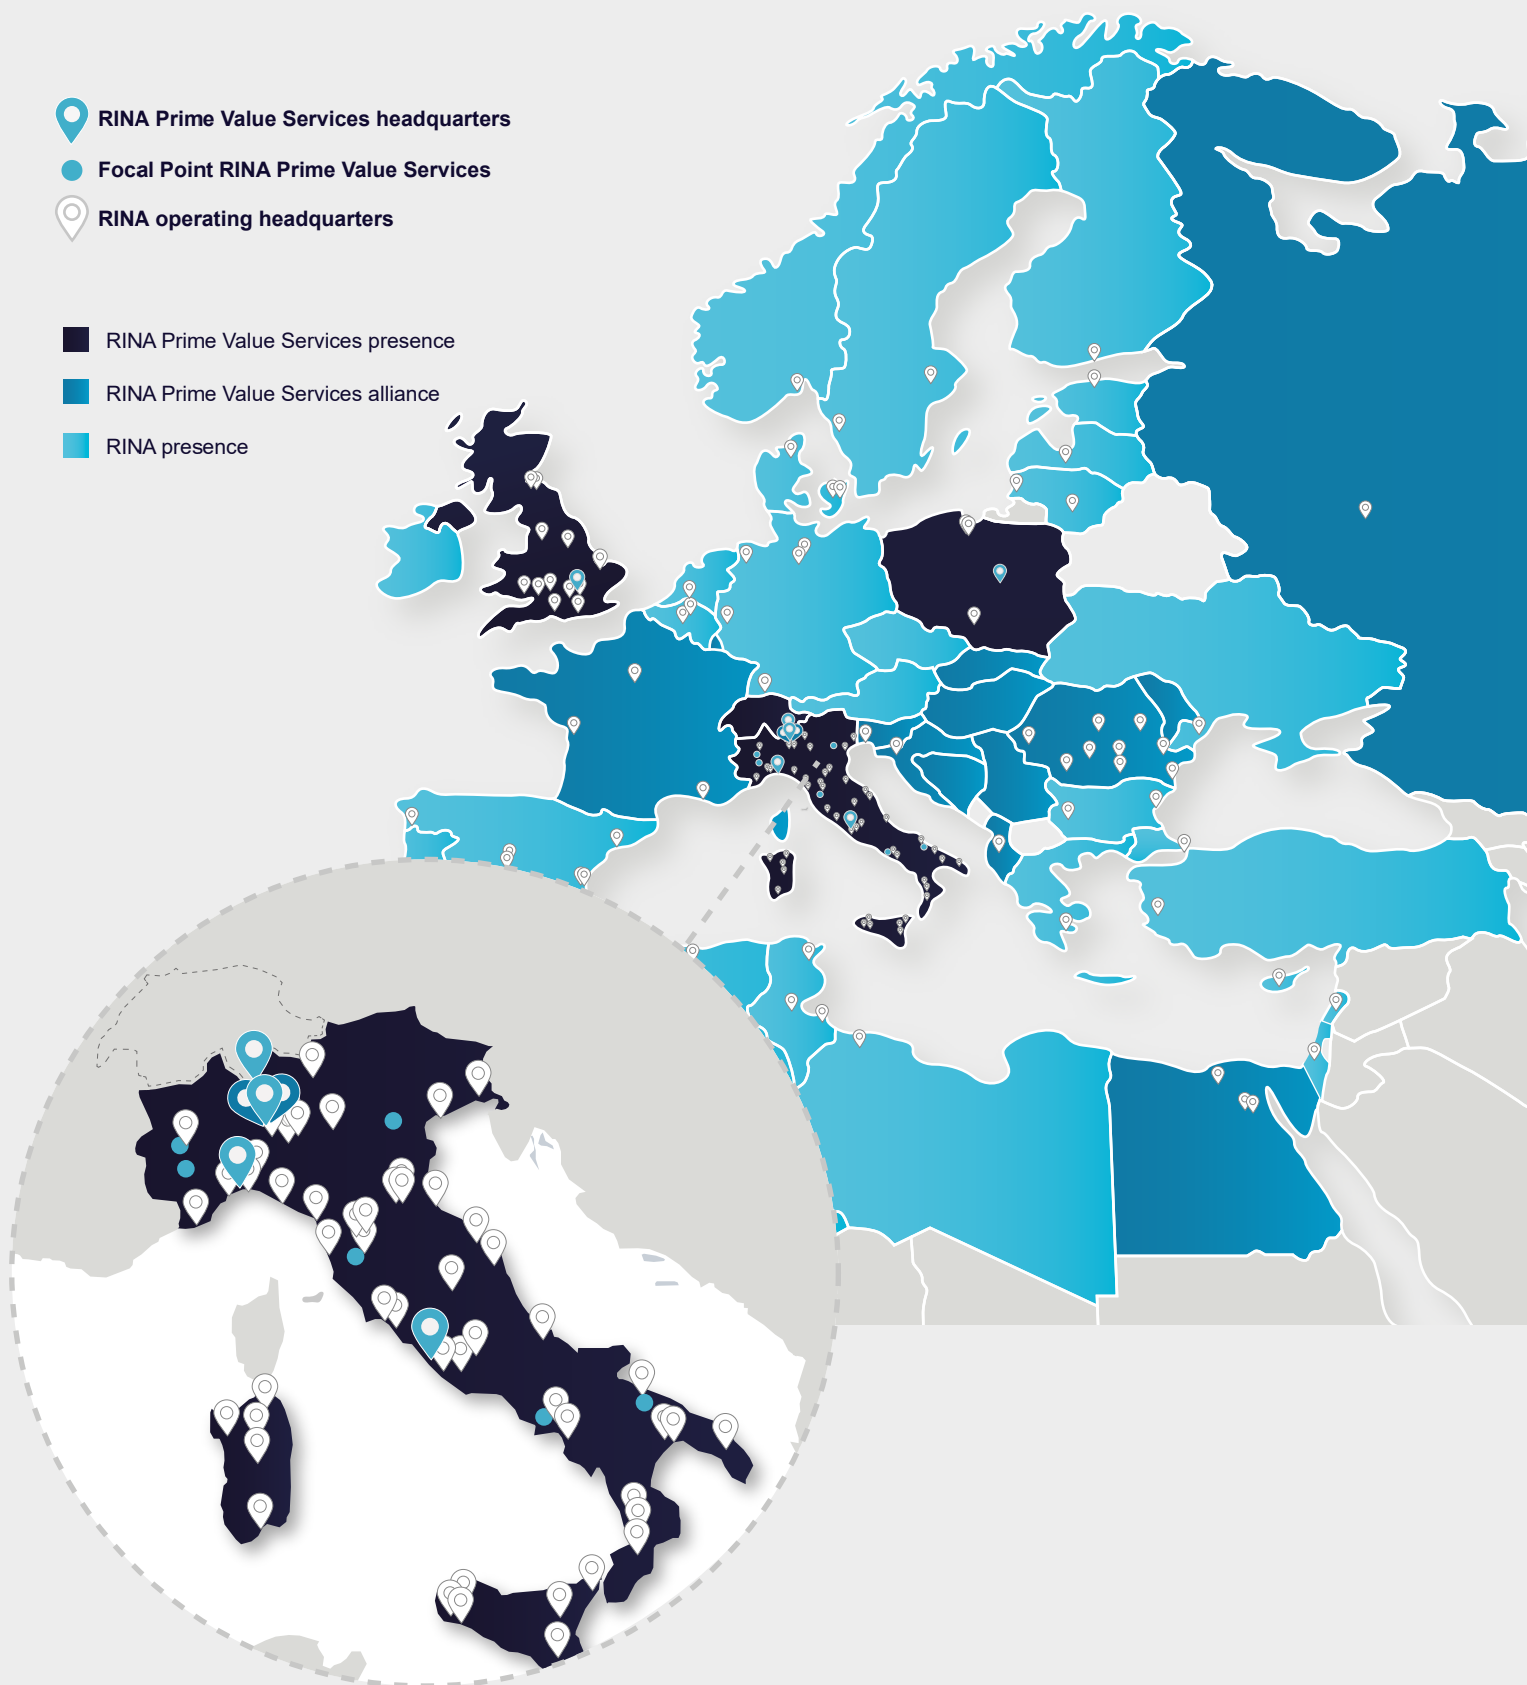 RINA Prime Value Services headquarters
Focal Point RINA Prime Value Services
RINA operating headquarters
RINA Prime Value Services presence
RINA Prime Value Services alliance
RINA presence